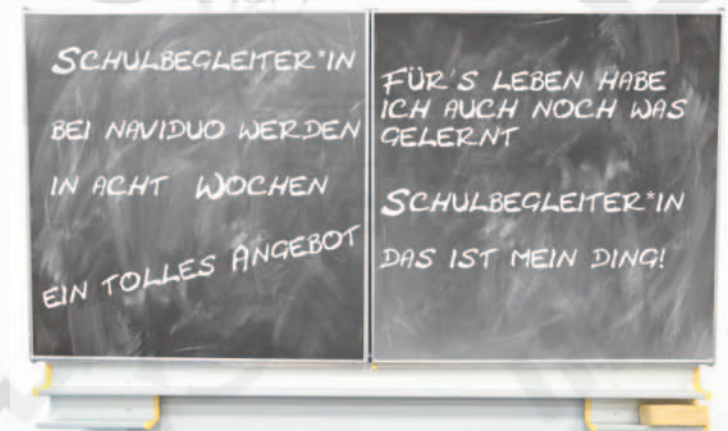 SCHULBEGLEITER*IN
BEI NAVIDUO WERDEN
IN ACHT WOCHEN
EIN TOLLES ANGEBOT
FÜR'S LEBEN HABE
ICH AUCH NOCH WAS
GELERNT
SCHULBEGLEITER*IN
DAS IST MEIN DING!